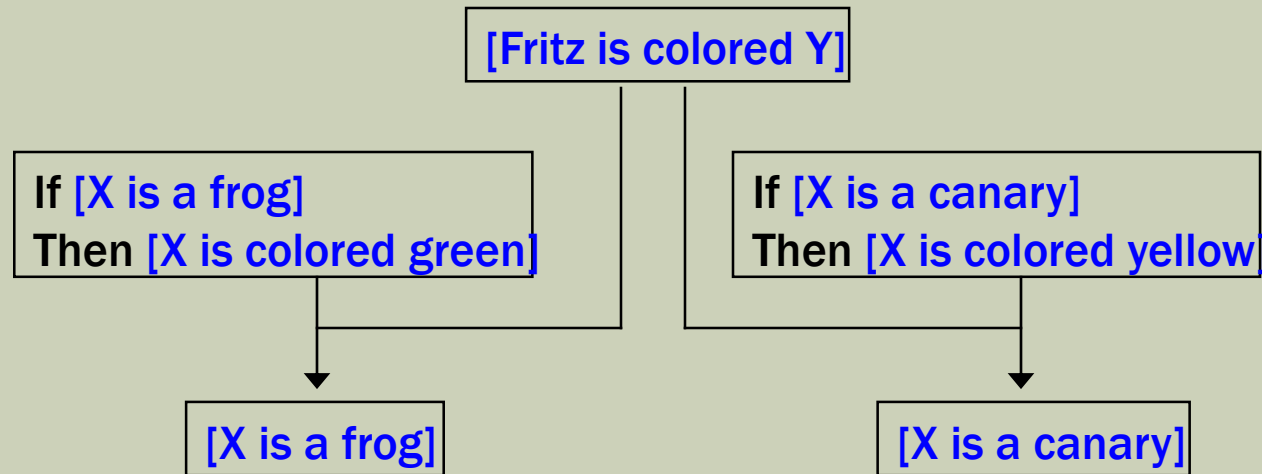 [Fritz is colored Y]
If [X is a frog]
Then [X is colored green]
If [X is a canary]
Then [X is colored yellow]
[X is a frog]
[X is a canary]